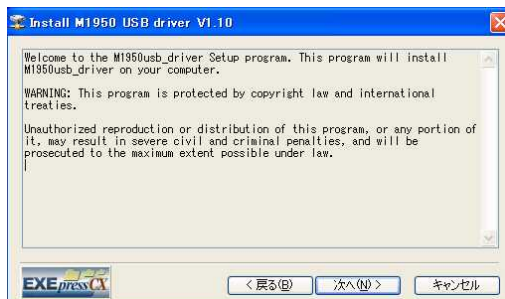 Install M1950 USB driver V1.10
Welcome to the M1950usb_driver Setup program. This program will install
M1950usb_driver on your computer.
WARNING: This program is protected by copyright law and international
treaties.
Unauthorized reproduction or distribution of this program, or any portion of
it, may result in severe civil and criminal penalties, and will be
prosecuted to the maximum extent possible under law.
EXEpressCX
< 戻る(B)
次へ(N) >
キャンセル